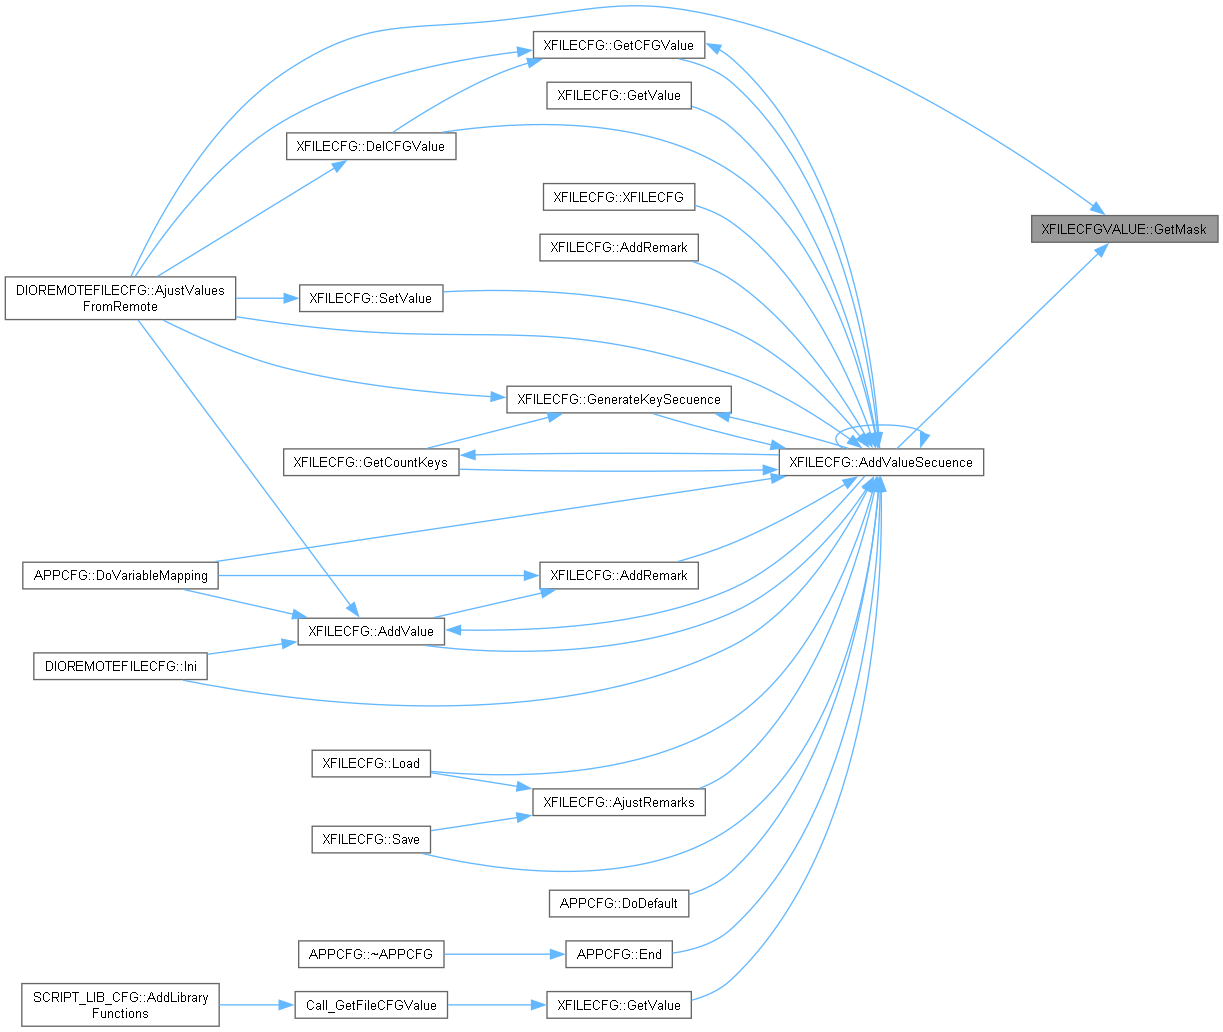 XFILECFG::GetCFGValue
XFILECFG::GetValue
XFILECFG::DelCFGValue
XFILECFG::XFILECFG
XFILECFGVALUE::GetMask
XFILECFG::AddRemark
DIOREMOTEFILECFG::AjustValues
FromRemote
XFILECFG::SetValue
XFILECFG::GenerateKeySecuence
XFILECFG::GetCountKeys
XFILECFG::AddValueSecuence
APPCFG::DoVariableMapping
XFILECFG::AddRemark
XFILECFG::AddValue
DIOREMOTEFILECFG::Ini
XFILECFG::Load
XFILECFG::AjustRemarks
XFILECFG::Save
APPCFG::DoDefault
APPCFG::~APPCFG
APPCFG::End
SCRIPT_LIB_CFG::AddLibrary
Functions
Call_GetFileCFGValue
XFILECFG::GetValue